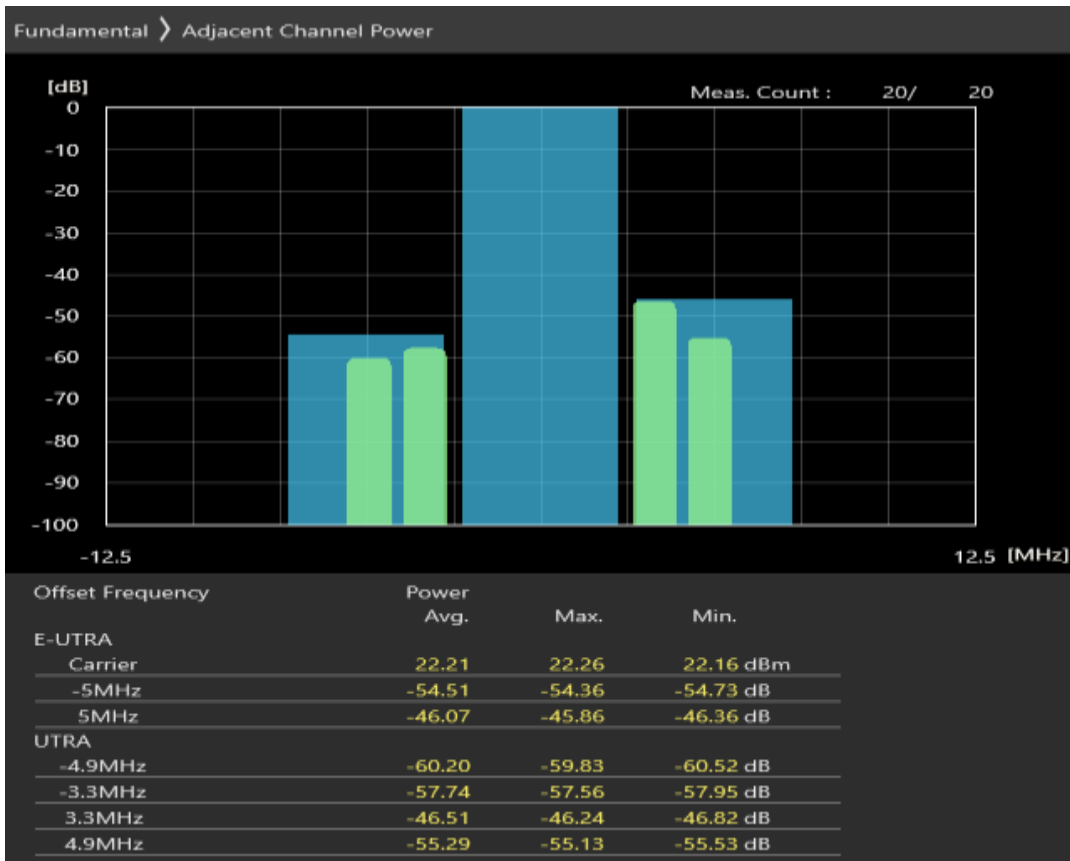 Fundamental 〉 Adjacent Channel Power
[dB]
Meas. Count : 20/ 20
0
-10
-20
-30
-40
-50
-60
-70
-80
-90
-100
-12.5 12.5 [MHz]
Offset Frequency Power
Avg. Max. Min.
E-UTRA
Carrier 22.21 22.26 22.16 dBm
-5MHz -54.51 -54.36 -54.73 dB
5MHz -46.07 -45.86 -46.36 dB
UTRA
-4.9MHz -60.20 -59.83 -60.52 dB
-3.3MHz -57.74 -57.56 -57.95 dB
3.3MHz -46.51 -46.24 -46.82 dB
4.9MHz -55.29 -55.13 -55.53 dB